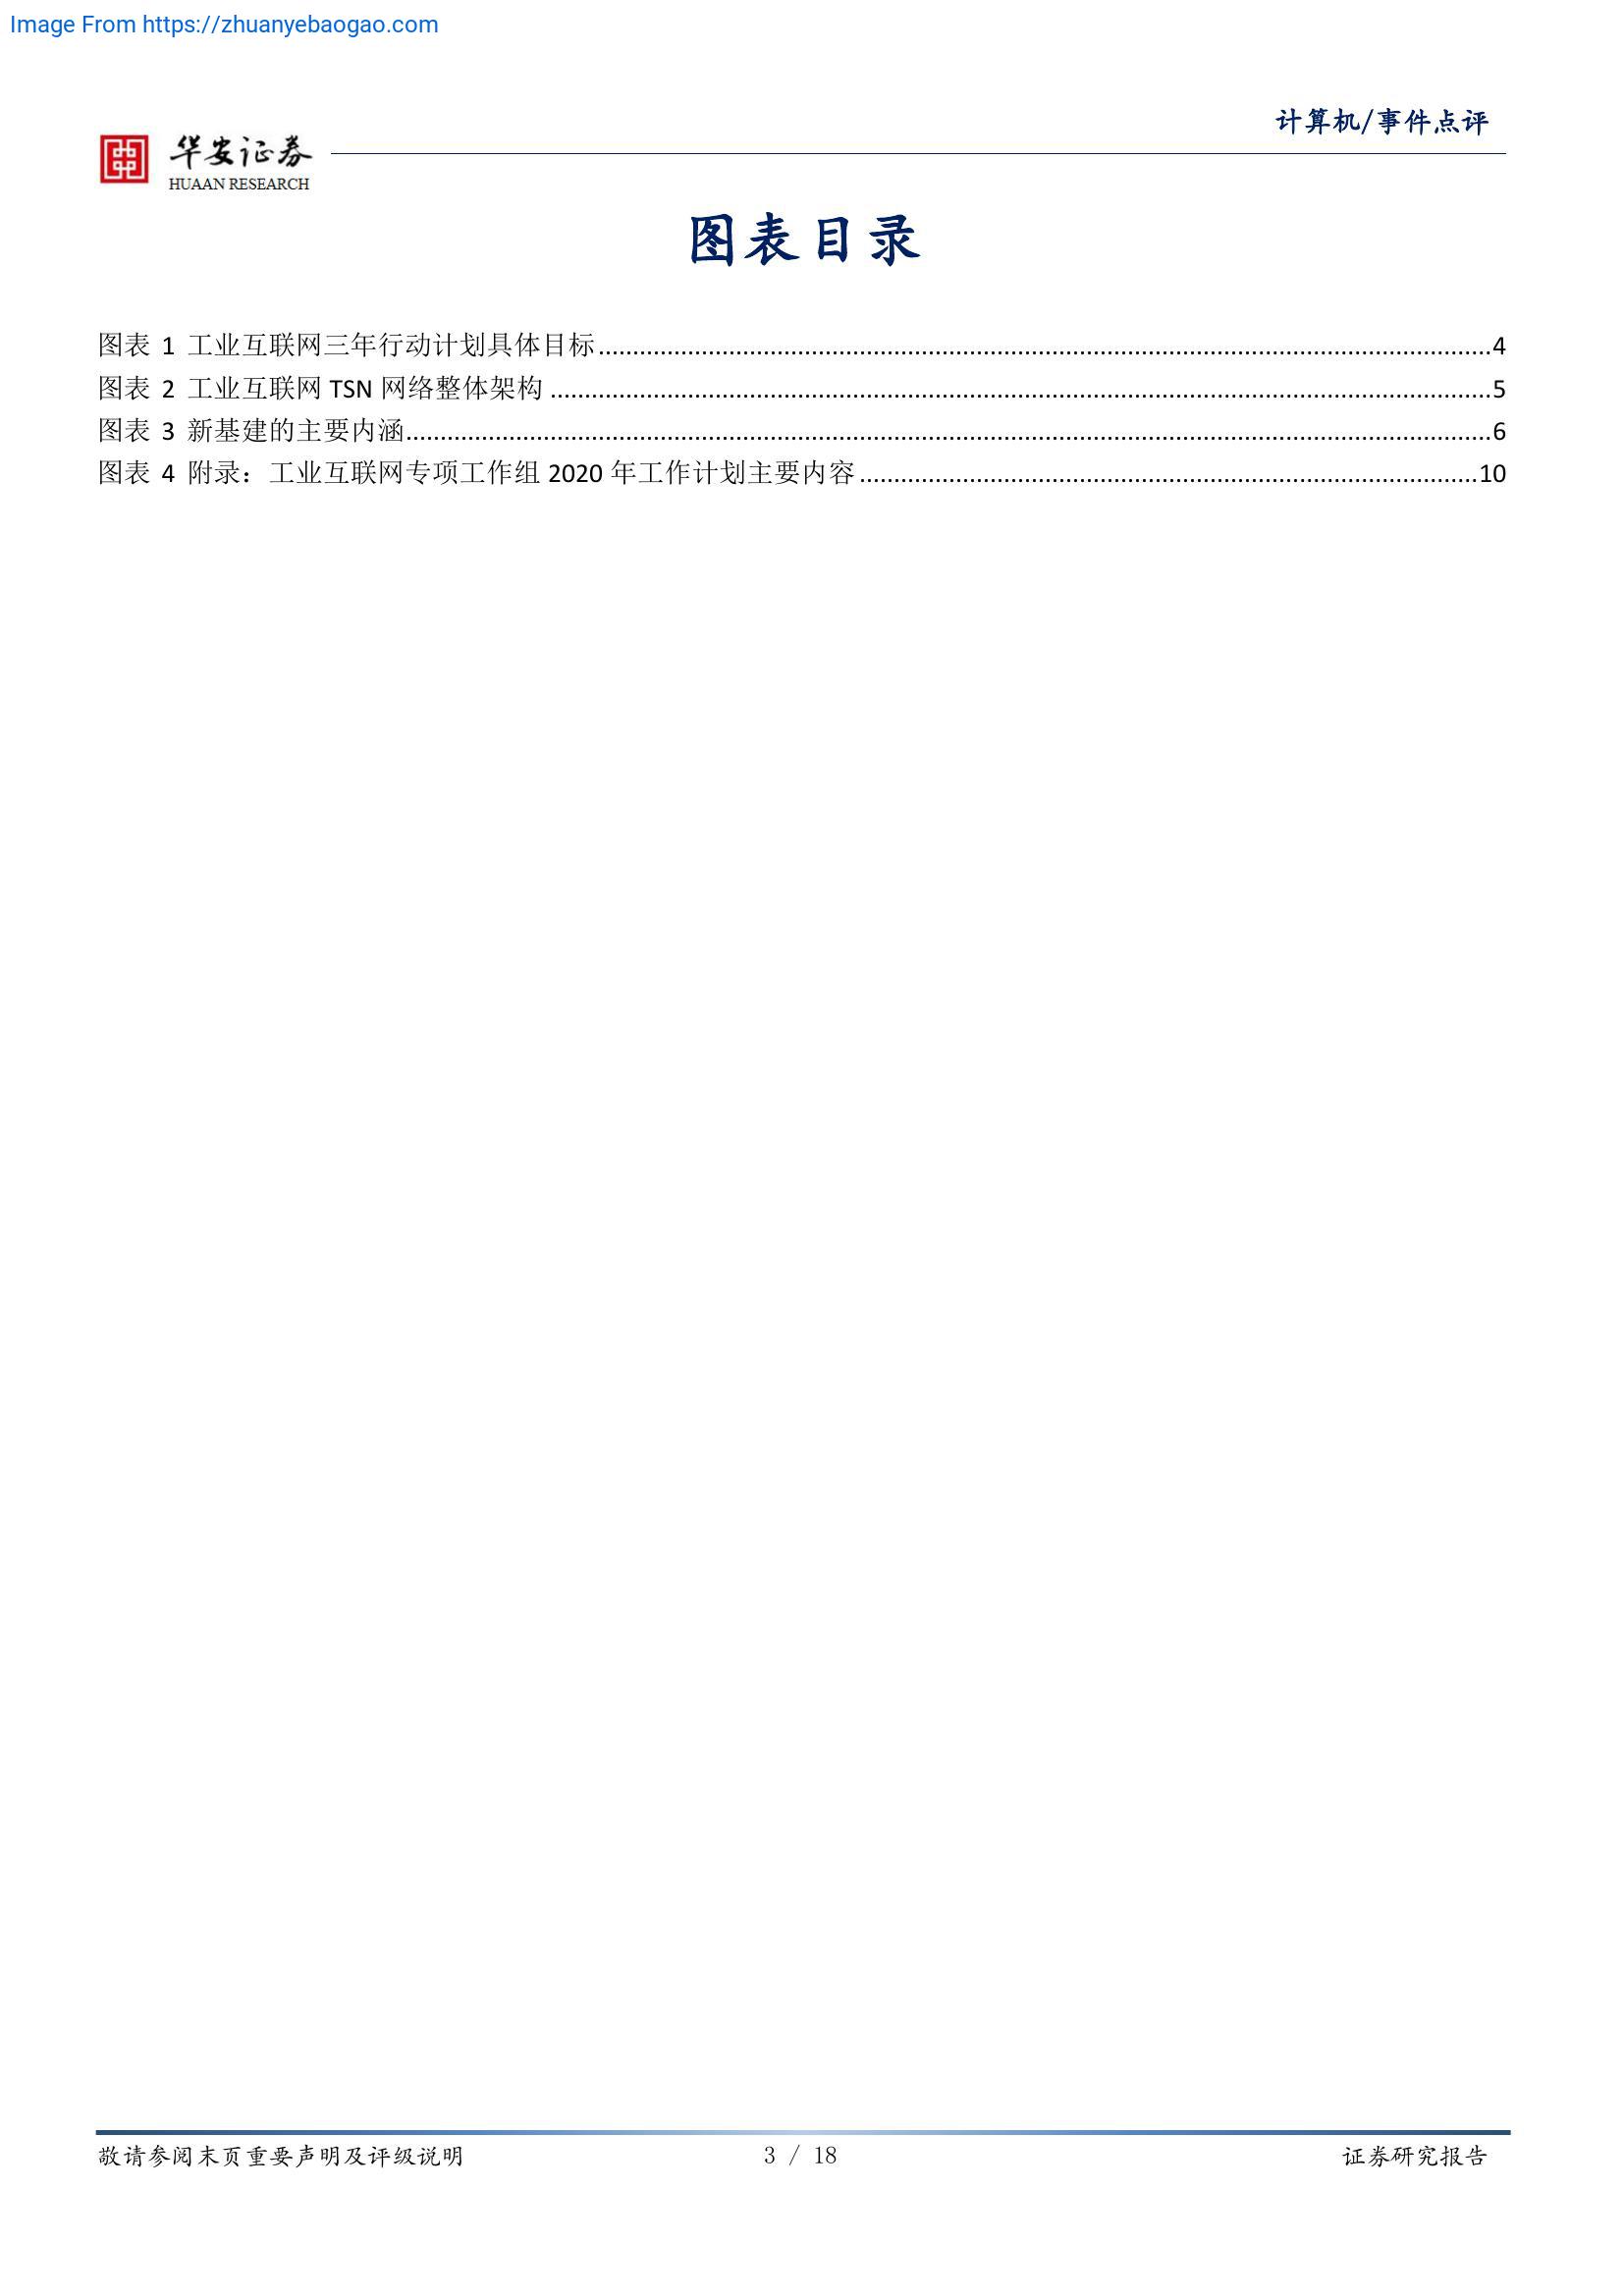 Image From https://zhuanyebaogao.com
计算机/事件点评
华安证券
HUAAN RESEARCH
图表目录
图表 1 工业互联网三年行动计划具体目标........................................4
图表 2 工业互联网 TSN 网络整体架构........................................5
图表 3 新基建的主要内涵........................................6
图表 4 附录：工业互联网专项工作组 2020 年工作计划主要内容........................................10
敬请参阅末页重要声明及评级说明
3 / 18
证券研究报告